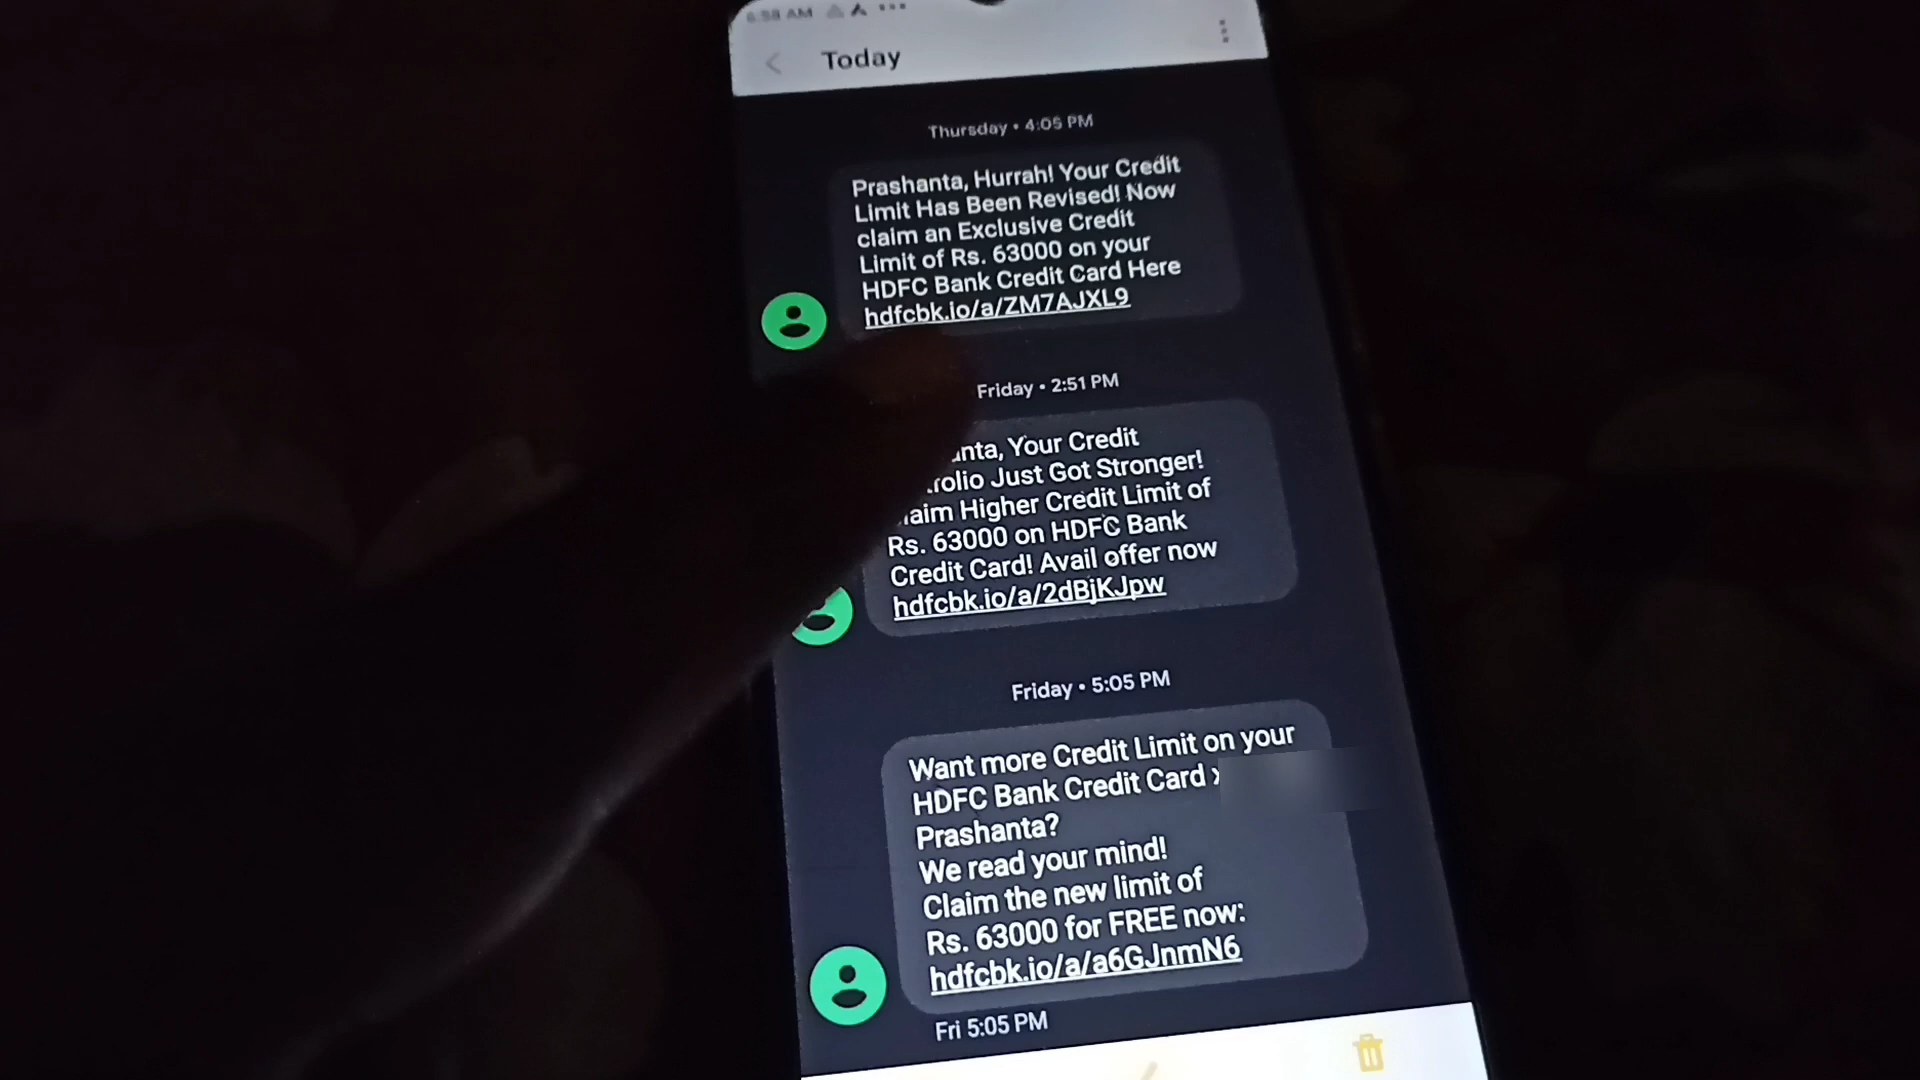 6:58 AM
Today
Thursday • 4:05 PM
Prashanta, Hurrah! Your Credit
Limit Has Been Revised! Now
claim an Exclusive Credit
Limit of Rs. 63000 on your
HDFC Bank Credit Card Here
hdfcbk.io/a/ZM7AJXL9
Friday • 2:51 PM
Your Credit
Just Got Stronger!
Higher Credit Limit of
Rs. 63000 on HDFC Bank
Credit Card! Avail offer now
hdfcbk.io/a/2dBjKJpw
Friday • 5:05 PM
Want more Credit Limit on your
HDFC Bank Credit Card
Prashanta?
We read your mind!
Claim the new limit of
Rs. 63000 for FREE now:
hdfcbk.io/a/a6GJnmN6
Fri 5:05 PM